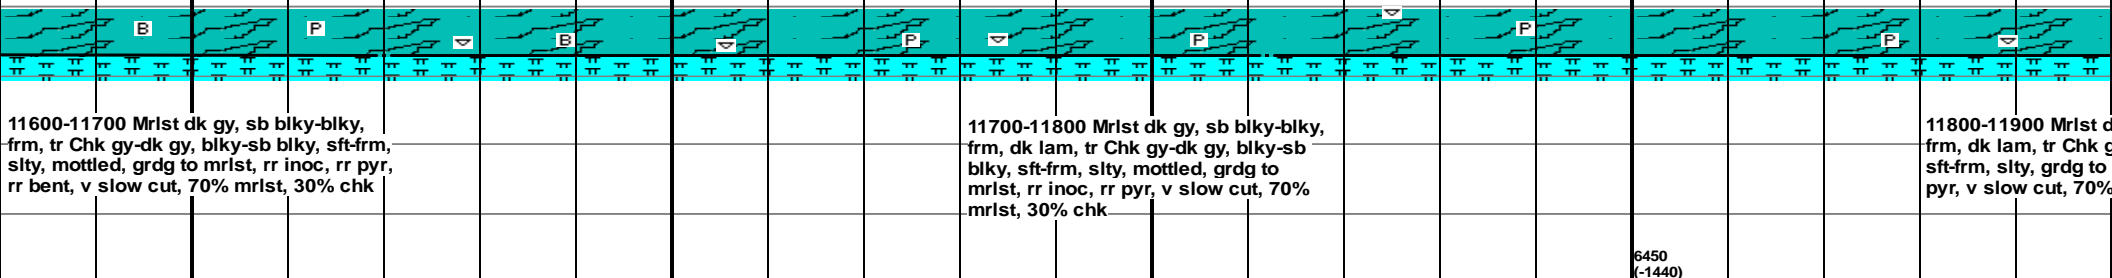 B P B P P P P
11600-11700 Mrlst dk gy, sb blky-blky,
frm, tr Chk gy-dk gy, blky-sb blky, sft-frm,
slty, mottled, grdg to mrlst, rr inoc, rr pyr,
rr bent, v slow cut, 70% mrlst, 30% chk
11700-11800 Mrlst dk gy, sb blky-blky,
frm, dk lam, tr Chk gy-dk gy, blky-sb
blky, sft-frm, slty, mottled, grdg to
mrlst, rr inoc, rr pyr, v slow cut, 70%
mrlst, 30% chk
11800-11900 Mrlst
frm, dk lam, tr Chk
sft-frm, slty, grdg to
pyr, v slow cut, 70%
6450
(-1440)